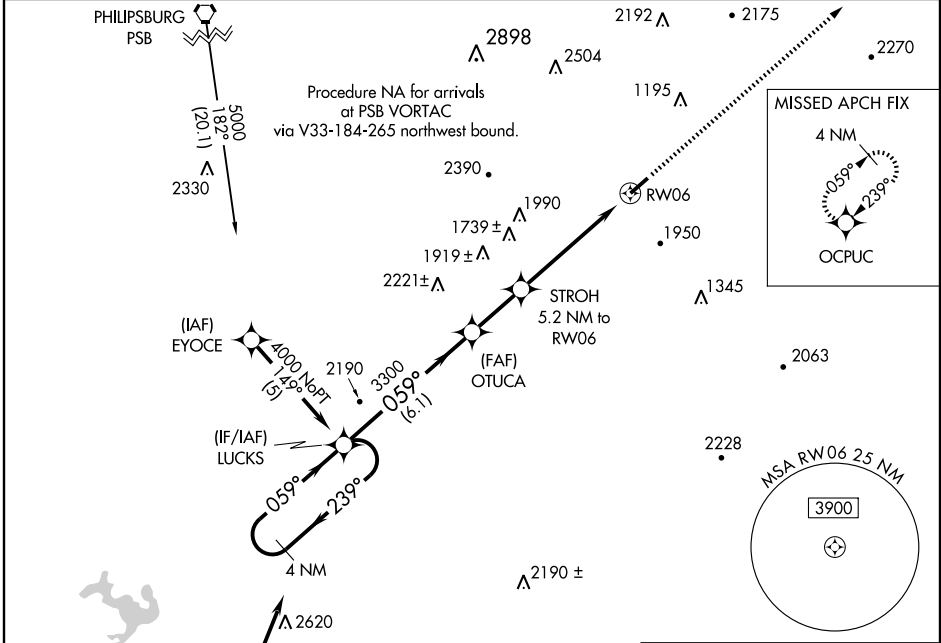 PHILIPSBURG
PSB
5000
182°
(20.1)
2330
2898
2504
2192
2175
2270
1195
Procedure NA for arrivals
at PSB VORTAC
via V33-184-265 northwest bound.
MISSED APCH FIX
4 NM
059°
239°
OCPUC
2390
RW06
1990
1739 ±
1919 ±
2221±
1950
1345
STROH
5.2 NM to
RW06
(IAF)
EYOCE
4000 NoPT
149°
(5)
2190
3300
059°
(6.1)
(FAF)
OTUCA
2063
(IF/IAF)
LUCKS
059°
239°
4 NM
2228
MSA RW06 25 NM
3900
2190 ±
2620